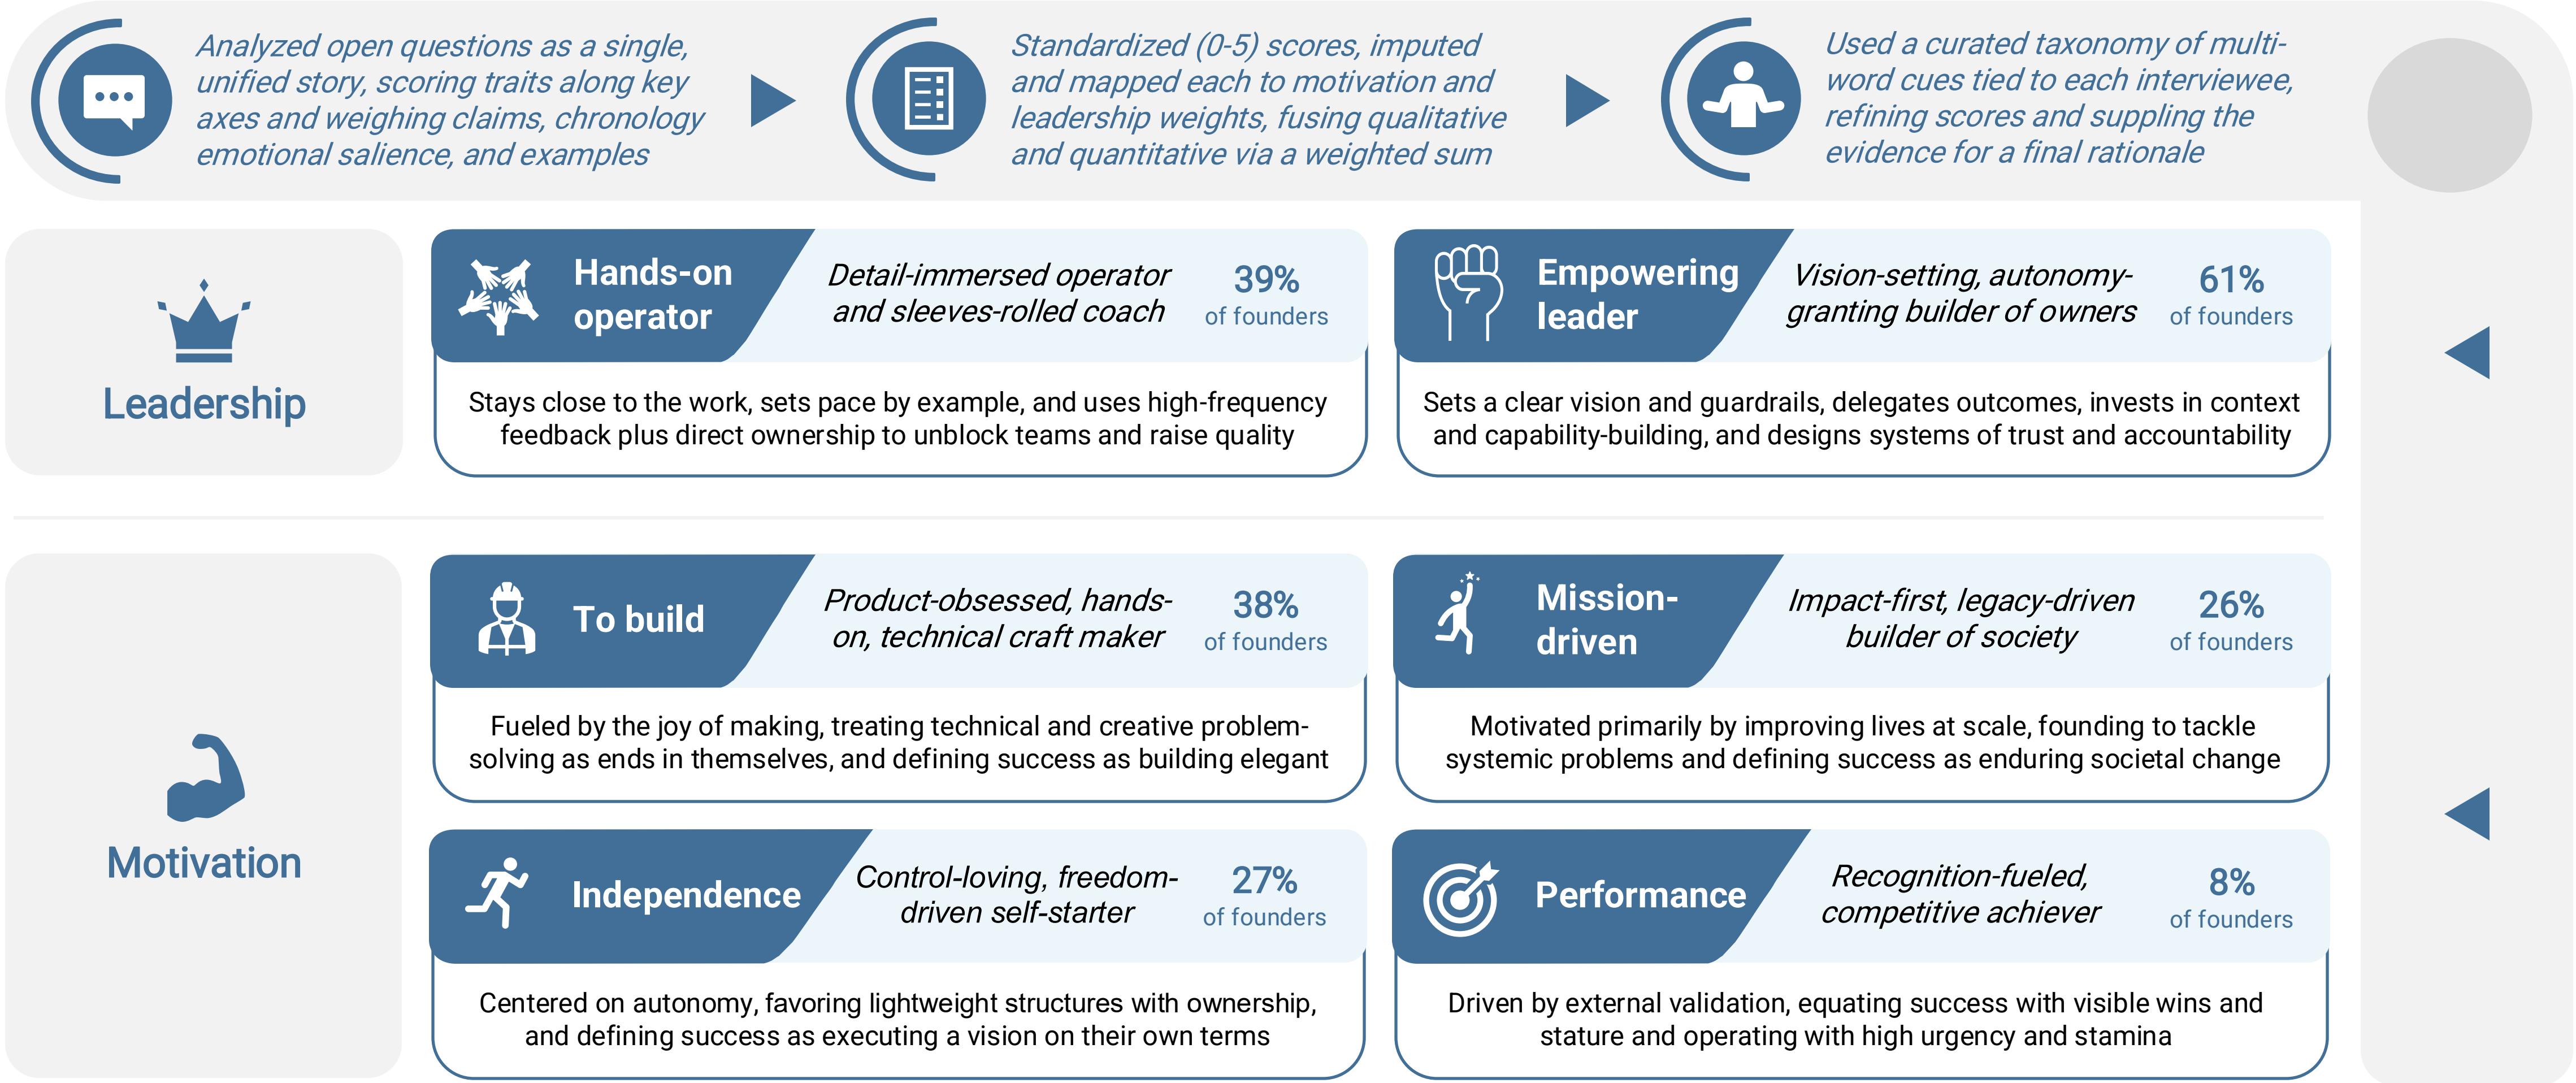 Analyzed open questions as a single,
unified story, scoring traits along key
axes and weighing claims, chronology
emotional salience, and examples
Standardized (0-5) scores, imputed
and mapped each to motivation and
leadership weights, fusing qualitative
and quantitative via a weighted sum
Used a curated taxonomy of multi-
word cues tied to each interviewee,
refining scores and suppling the
evidence for a final rationale
Leadership
Hands-on
operator
Detail-immersed operator
and sleeves-rolled coach
39%
of founders
Stays close to the work, sets pace by example, and uses high-frequency
feedback plus direct ownership to unblock teams and raise quality
Empowering
leader
Vision-setting, autonomy-
granting builder of owners
61%
of founders
Sets a clear vision and guardrails, delegates outcomes, invests in context
and capability-building, and designs systems of trust and accountability
Motivation
To build
Product-obsessed, hands-
on, technical craft maker
38%
of founders
Fueled by the joy of making, treating technical and creative problem-
solving as ends in themselves, and defining success as building elegant
Mission-
driven
Impact-first, legacy-driven
builder of society
26%
of founders
Motivated primarily by improving lives at scale, founding to tackle
systemic problems and defining success as enduring societal change
Independence
Control-loving, freedom-
driven self-starter
27%
of founders
Centered on autonomy, favoring lightweight structures with ownership,
and defining success as executing a vision on their own terms
Performance
Recognition-fueled,
competitive achiever
8%
of founders
Driven by external validation, equating success with visible wins and
stature and operating with high urgency and stamina